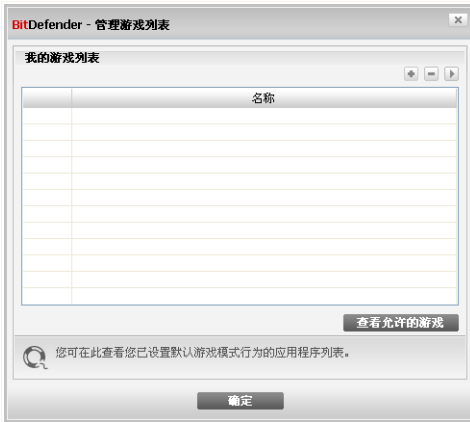 BitDefender - 管理游戏列表
我的游戏列表
名称
查看允许的游戏
您可在此查看您已设置默认游戏模式行为的应用程序列表。
确定